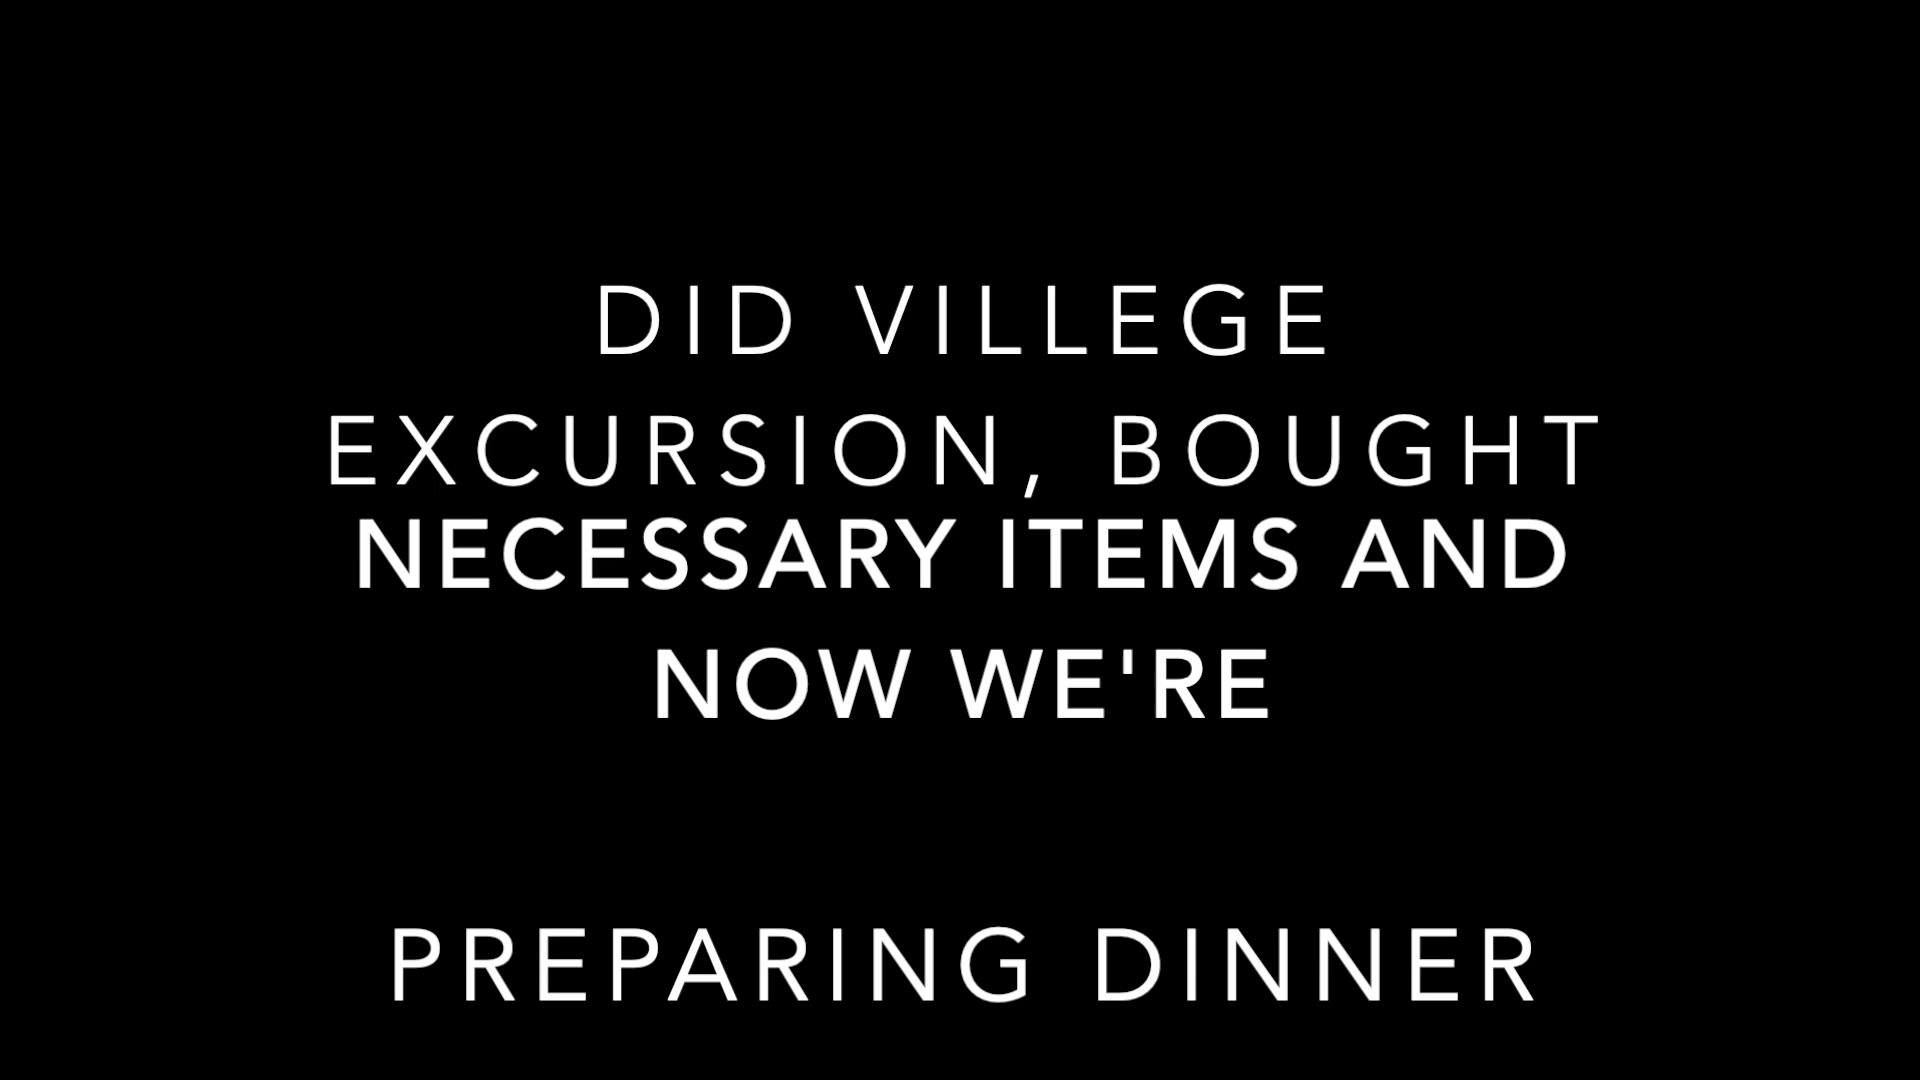 DID VILLEGE
EXCURSION, BOUGHT
NECESSARY ITEMS AND
NOW WE'RE
PREPARING DINNER